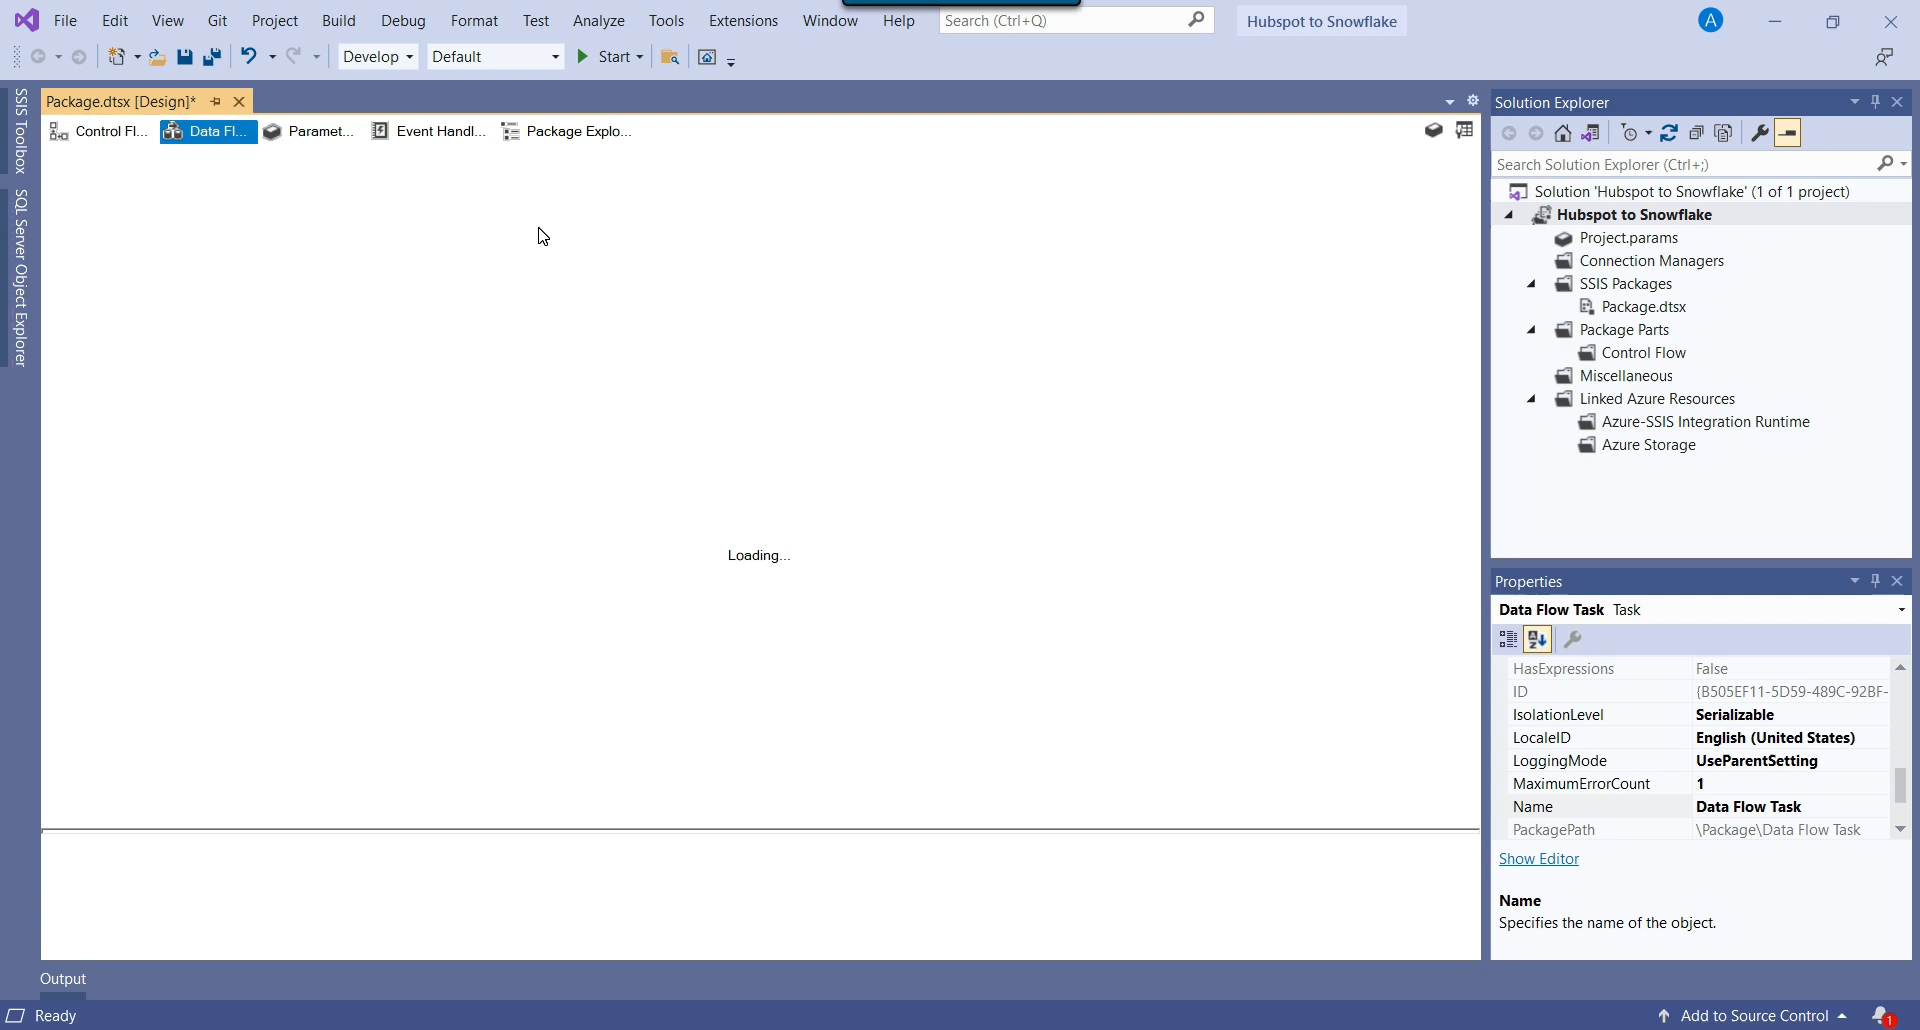 File Edit View Git Project Build Debug Format Test Analyze Tools Extensions Window Help Search (Ctrl+Q) Hubspot to Snowflake A
Develop Default Start
SSIS Toolbox
SQL Server Object Explorer
Package.dtsx [Design]*
Control Fl... Data Fl... Paramet... Event Handl... Package Explo...
Loading...
Solution Explorer
Search Solution Explorer (Ctrl+;)
Solution 'Hubspot to Snowflake' (1 of 1 project)
Hubspot to Snowflake
Project.params
Connection Managers
SSIS Packages
Package.dtsx
Package Parts
Control Flow
Miscellaneous
Linked Azure Resources
Azure-SSIS Integration Runtime
Azure Storage
Properties
Data Flow Task Task
HasExpressions False
ID {B505EF11-5D59-489C-92BF-
IsolationLevel Serializable
LocaleID English (United States)
LoggingMode UseParentSetting
MaximumErrorCount 1
Name Data Flow Task
PackagePath \Package\Data Flow Task
Show Editor
Name
Specifies the name of the object.
Output
Ready Add to Source Control 1